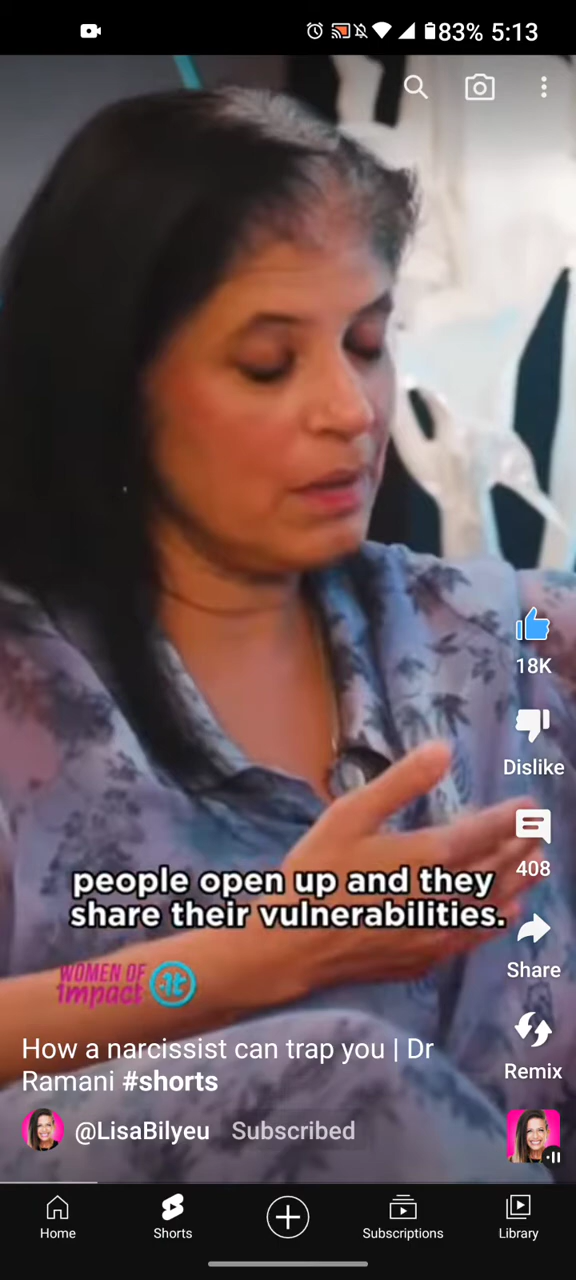 83% 5:13
18K
Dislike
408
people open up and they
share their vulnerabilities.
Share
WOMEN OF
impact
How a narcissist can trap you | Dr
Ramani #shorts
Remix
@LisaBilyeu Subscribed
Home Shorts Subscriptions Library